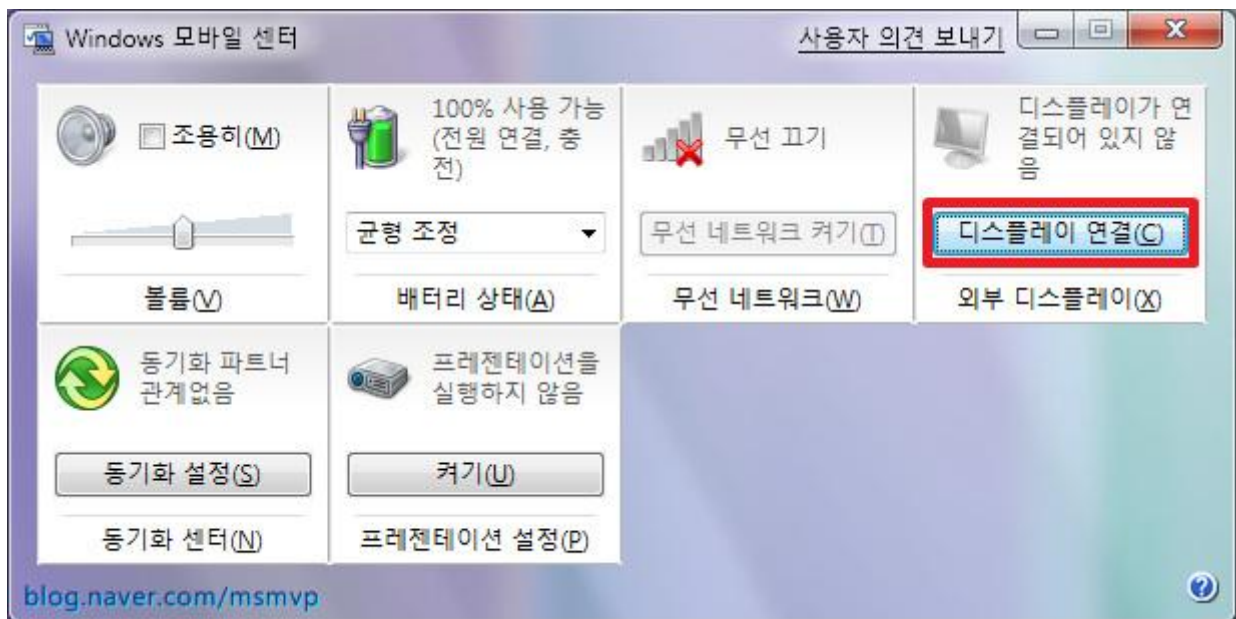 Windows 모바일 센터
사용자 의견 보내기
조용히(M)
볼륨(V)
100% 사용 가능
(전원 연결, 충
전)
균형 조정
배터리 상태(A)
무선 끄기
무선 네트워크 켜기(T)
무선 네트워크(W)
디스플레이가 연
결되어 있지 않
음
디스플레이 연결(C)
외부 디스플레이(X)
동기화 파트너
관계없음
동기화 설정(S)
동기화 센터(N)
프레젠테이션을
실행하지 않음
켜기(U)
프레젠테이션 설정(P)
blog.naver.com/msmvp